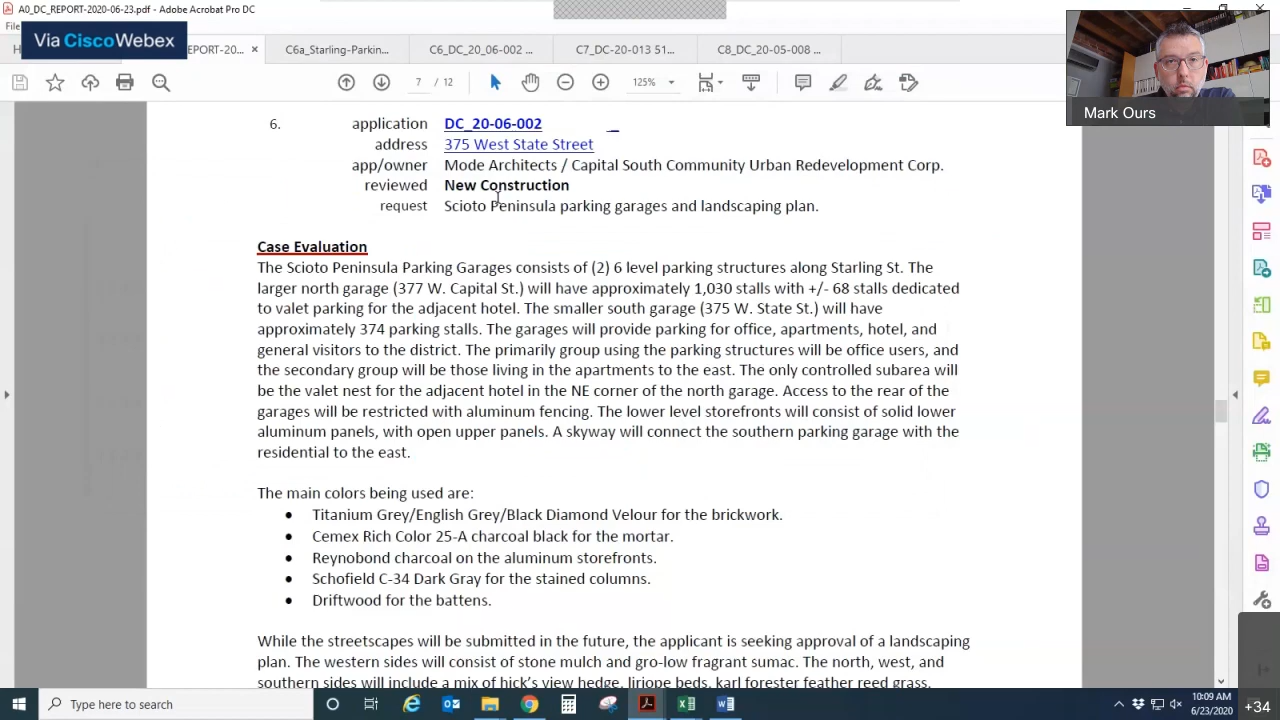 A0_DC_REPORT-2020-06-23.pdf - Adobe Acrobat Pro DC
Via Cisco Webex
REPORT-20...
C6a_Starling-Parkin...
C6_DC_20_06-002 ...
C7_DC-20-013 51...
C8_DC_20-05-008 ...
7 / 12
125%
Mark Ours
6. application DC_20-06-002
address 375 West State Street
app/owner Mode Architects / Capital South Community Urban Redevelopment Corp.
reviewed New Construction
request Scioto Peninsula parking garages and landscaping plan.
Case Evaluation
The Scioto Peninsula Parking Garages consists of (2) 6 level parking structures along Starling St. The
larger north garage (377 W. Capital St.) will have approximately 1,030 stalls with +/- 68 stalls dedicated
to valet parking for the adjacent hotel. The smaller south garage (375 W. State St.) will have
approximately 374 parking stalls. The garages will provide parking for office, apartments, hotel, and
general visitors to the district. The primarily group using the parking structures will be office users, and
the secondary group will be those living in the apartments to the east. The only controlled subarea will
be the valet nest for the adjacent hotel in the NE corner of the north garage. Access to the rear of the
garages will be restricted with aluminum fencing. The lower level storefronts will consist of solid lower
aluminum panels, with open upper panels. A skyway will connect the southern parking garage with the
residential to the east.
The main colors being used are:
• Titanium Grey/English Grey/Black Diamond Velour for the brickwork.
• Cemex Rich Color 25-A charcoal black for the mortar.
• Reynobond charcoal on the aluminum storefronts.
• Schofield C-34 Dark Gray for the stained columns.
• Driftwood for the battens.
While the streetscapes will be submitted in the future, the applicant is seeking approval of a landscaping
plan. The western sides will consist of stone mulch and gro-low fragrant sumac. The north, west, and
southern sides will include a mix of hick's view hedge, liriope beds, karl forester feather reed grass,
Type here to search
10:09 AM
6/23/2020
+34